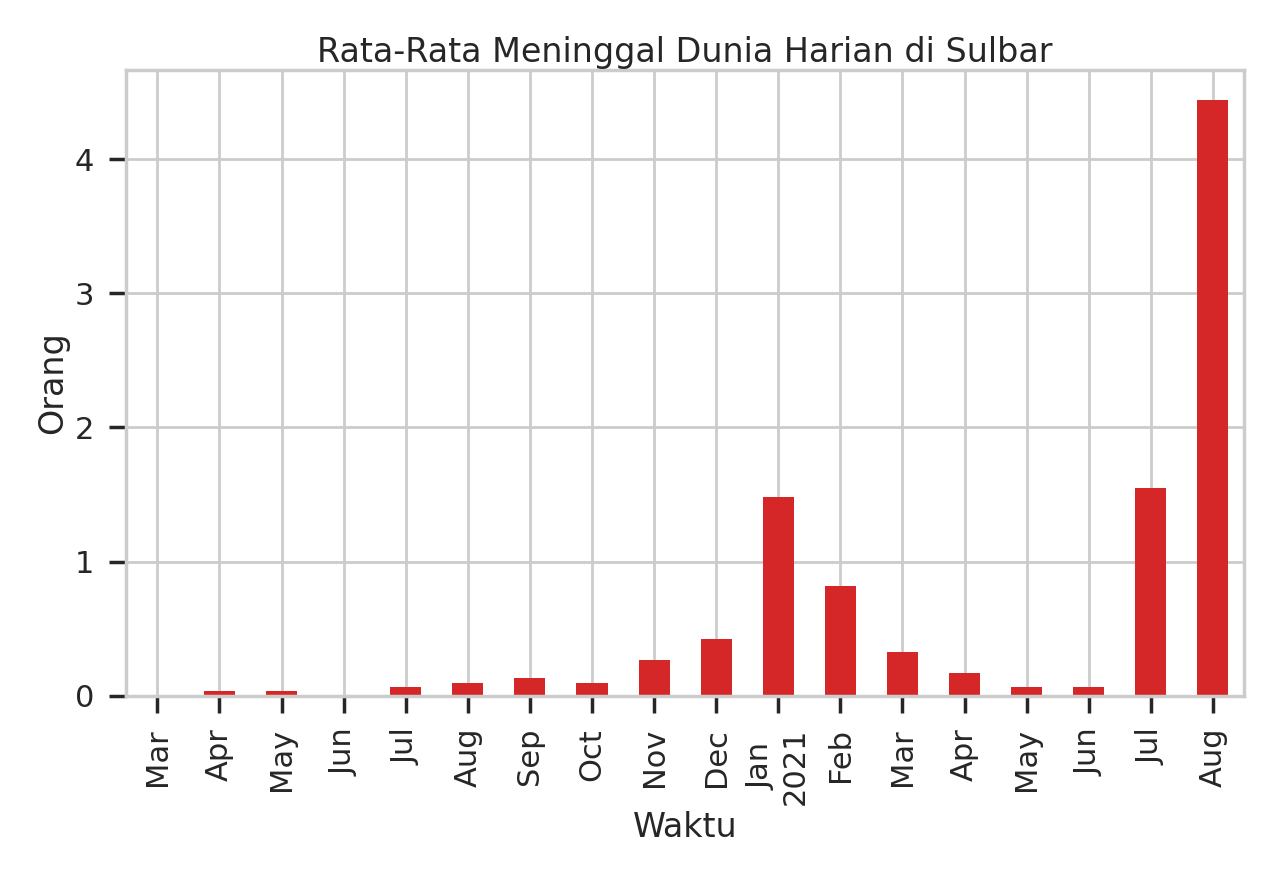 Rata-Rata Meninggal Dunia Harian di Sulbar
Orang
4
3
2
1
0
Mar
Apr
May
Jun
Jul
Aug
Sep
Oct
Nov
Dec
Jan
2021
Feb
Mar
Apr
May
Jun
Jul
Aug
Waktu